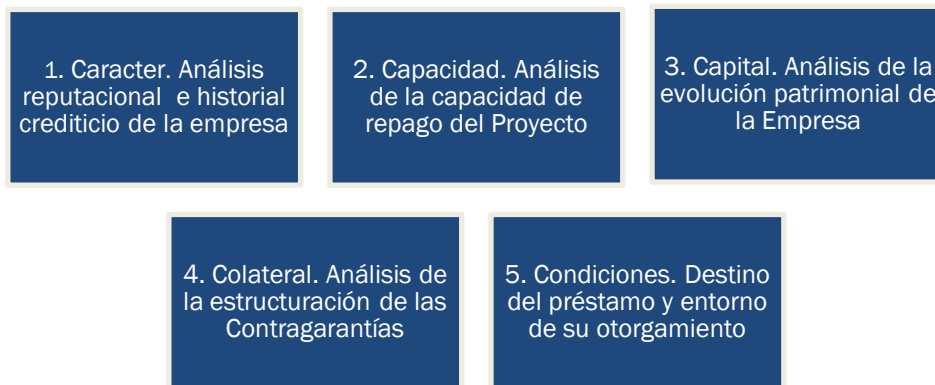 1. Caracter. Análisis
reputacional e historial
crediticio de la empresa
2. Capacidad. Análisis
de la capacidad de
repago del Proyecto
3. Capital. Análisis de la
evolución patrimonial de
la Empresa
4. Colateral. Análisis de
la estructuración de las
Contragarantías
5. Condiciones. Destino
del préstamo y entorno
de su otorgamiento